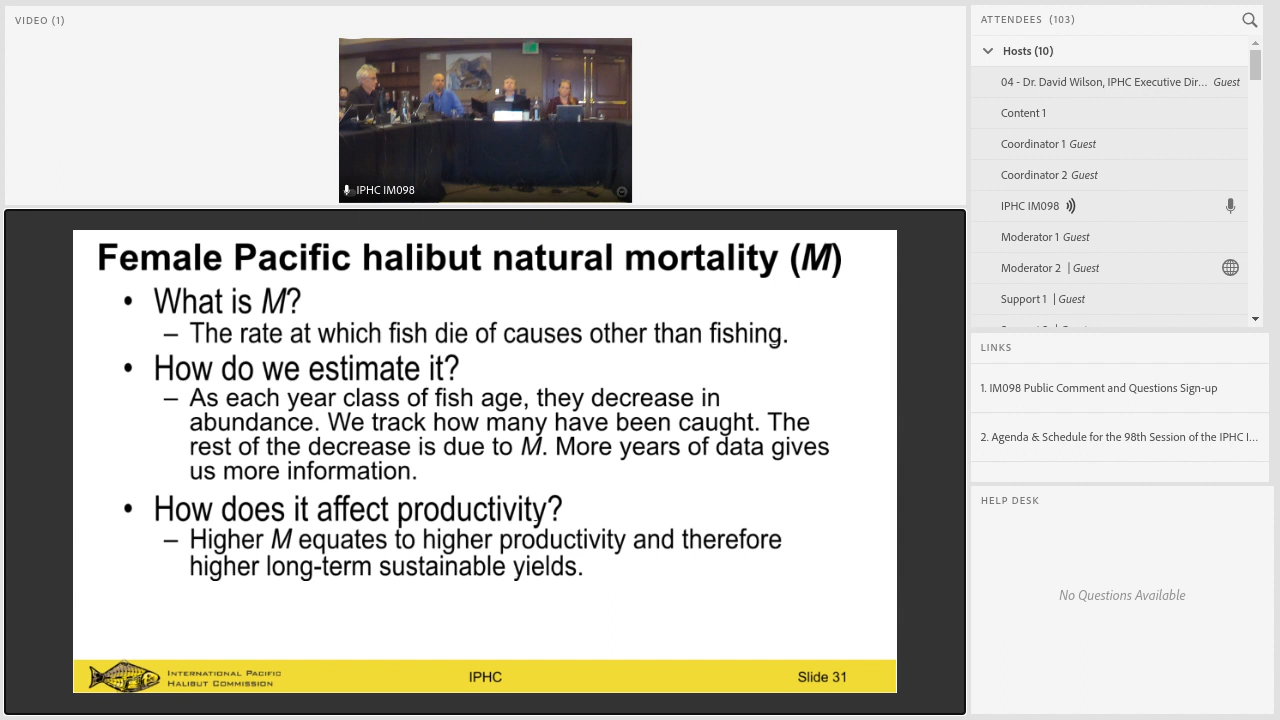 VIDEO (1)
IPHC IM098
Female Pacific halibut natural mortality (M)
• What is M?
– The rate at which fish die of causes other than fishing.
• How do we estimate it?
– As each year class of fish age, they decrease in
abundance. We track how many have been caught. The
rest of the decrease is due to M. More years of data gives
us more information.
• How does it affect productivity?
– Higher M equates to higher productivity and therefore
higher long-term sustainable yields.
INTERNATIONAL PACIFIC
HALIBUT COMMISSION
IPHC
Slide 31
ATTENDEES (103)
Hosts (10)
04 - Dr. David Wilson, IPHC Executive Dir... Guest
Content 1
Coordinator 1 Guest
Coordinator 2 Guest
IPHC IM098
Moderator 1 Guest
Moderator 2 | Guest
Support 1 | Guest
LINKS
1. IM098 Public Comment and Questions Sign-up
2. Agenda & Schedule for the 98th Session of the IPHC I...
HELP DESK
No Questions Available